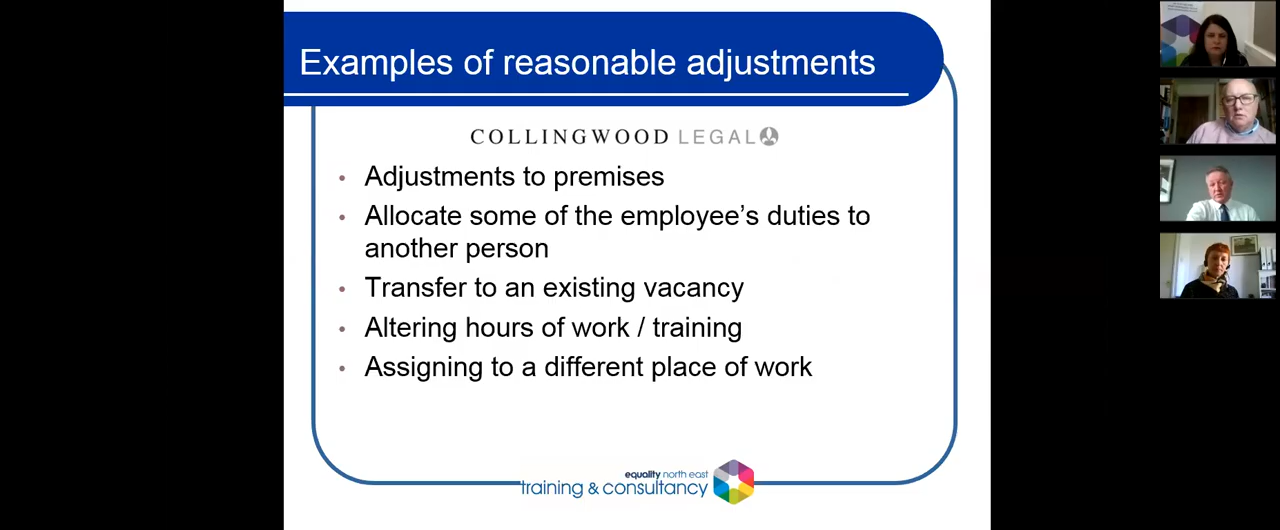 Examples of reasonable adjustments
COLLINGWOOD LEGAL
• Adjustments to premises
• Allocate some of the employee’s duties to
another person
• Transfer to an existing vacancy
• Altering hours of work / training
• Assigning to a different place of work
equality north east
training & consultancy